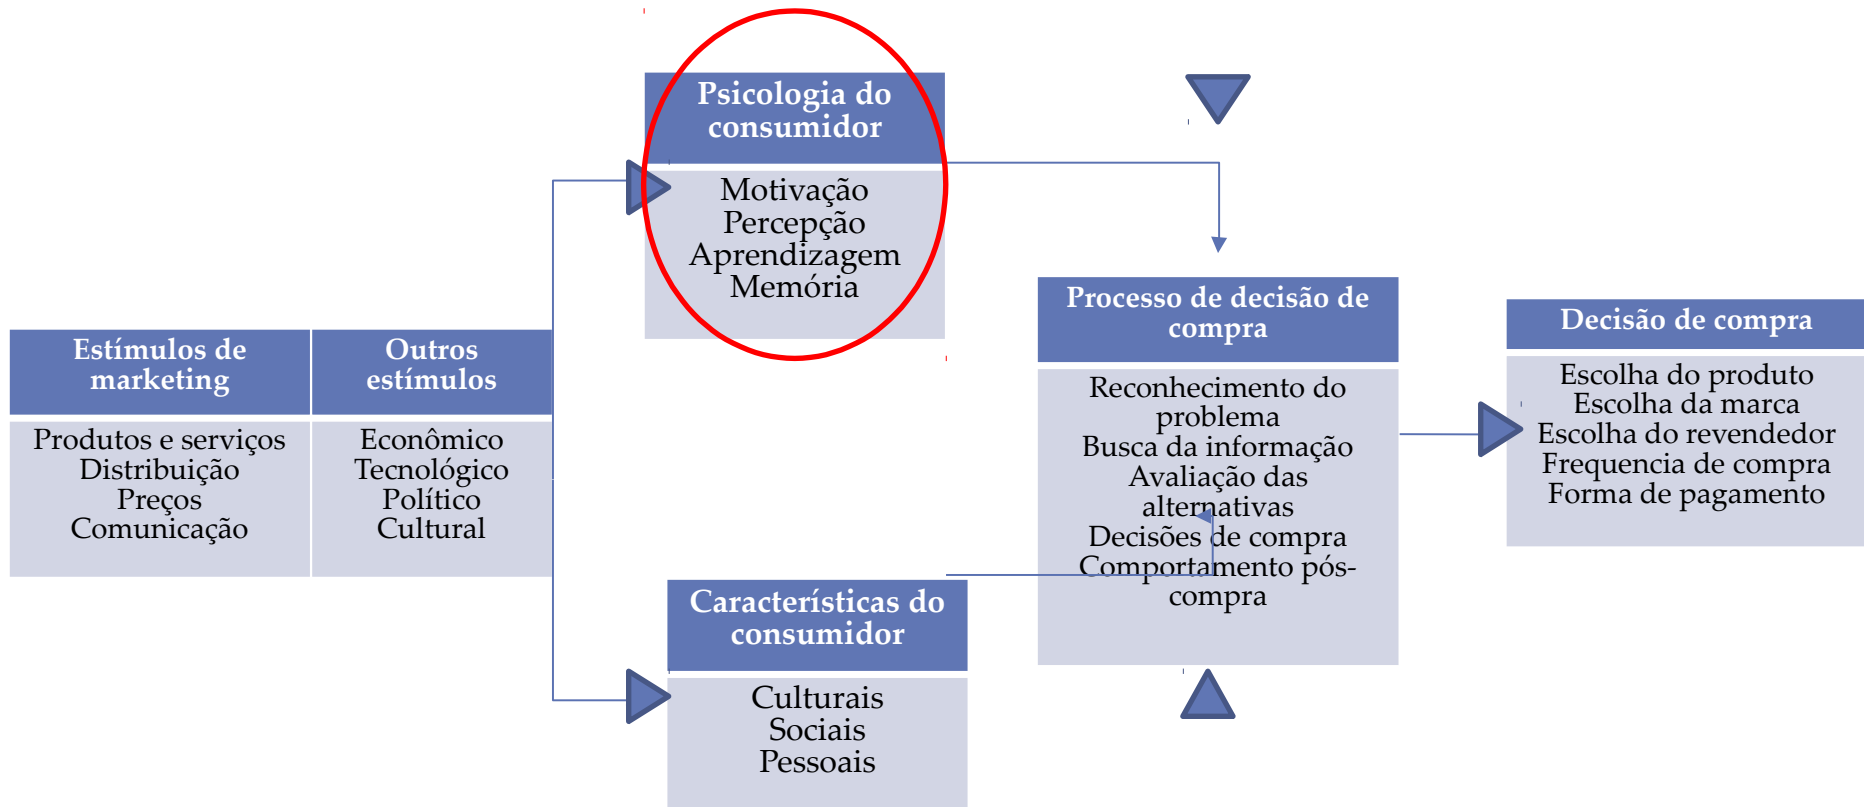 Psicologia do
consumidor
Motivação
Percepção
Aprendizagem
Memória
Estímulos de
marketing
Produtos e serviços
Distribuição
Preços
Comunicação
Outros
estímulos
Econômico
Tecnológico
Político
Cultural
Característicias do
consumidor
Culturais
Sociais
Pessoais
Processo de decisão de
compra
Reconhecimento do
problema
Busca da informação
Avaliação das
alternativas
Decisões de compra
Comportamento pós-
compra
Decisão de compra
Escolha do produto
Escolha da marca
Escolha do revendedor
Frequencia de compra
Forma de pagamento